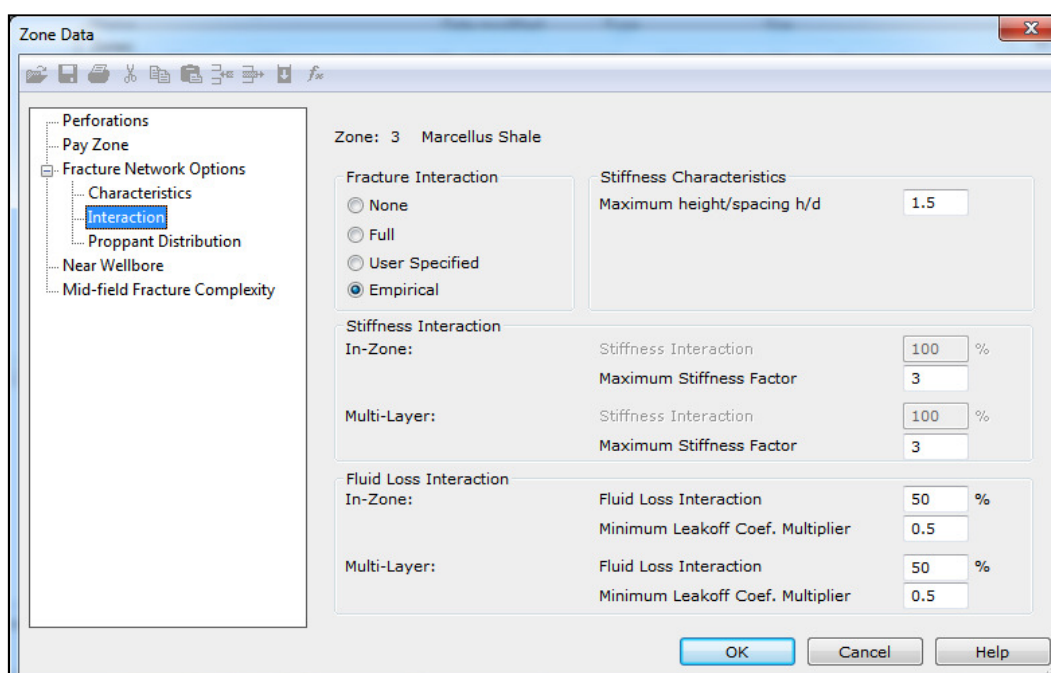 Zone Data
Perforations
Pay Zone
Fracture Network Options
Characteristics
Interaction
Proppant Distribution
Near Wellbore
Mid-field Fracture Complexity
Zone: 3 Marcellus Shale
Fracture Interaction
None
Full
User Specified
Empirical
Stiffness Characteristics
Maximum height/spacing h/d 1.5
Stiffness Interaction
In-Zone: Stiffness Interaction 100 %
Maximum Stiffness Factor 3
Multi-Layer: Stiffness Interaction 100 %
Maximum Stiffness Factor 3
Fluid Loss Interaction
In-Zone: Fluid Loss Interaction 50 %
Minimum Leakoff Coef. Multiplier 0.5
Multi-Layer: Fluid Loss Interaction 50 %
Minimum Leakoff Coef. Multiplier 0.5
OK Cancel Help